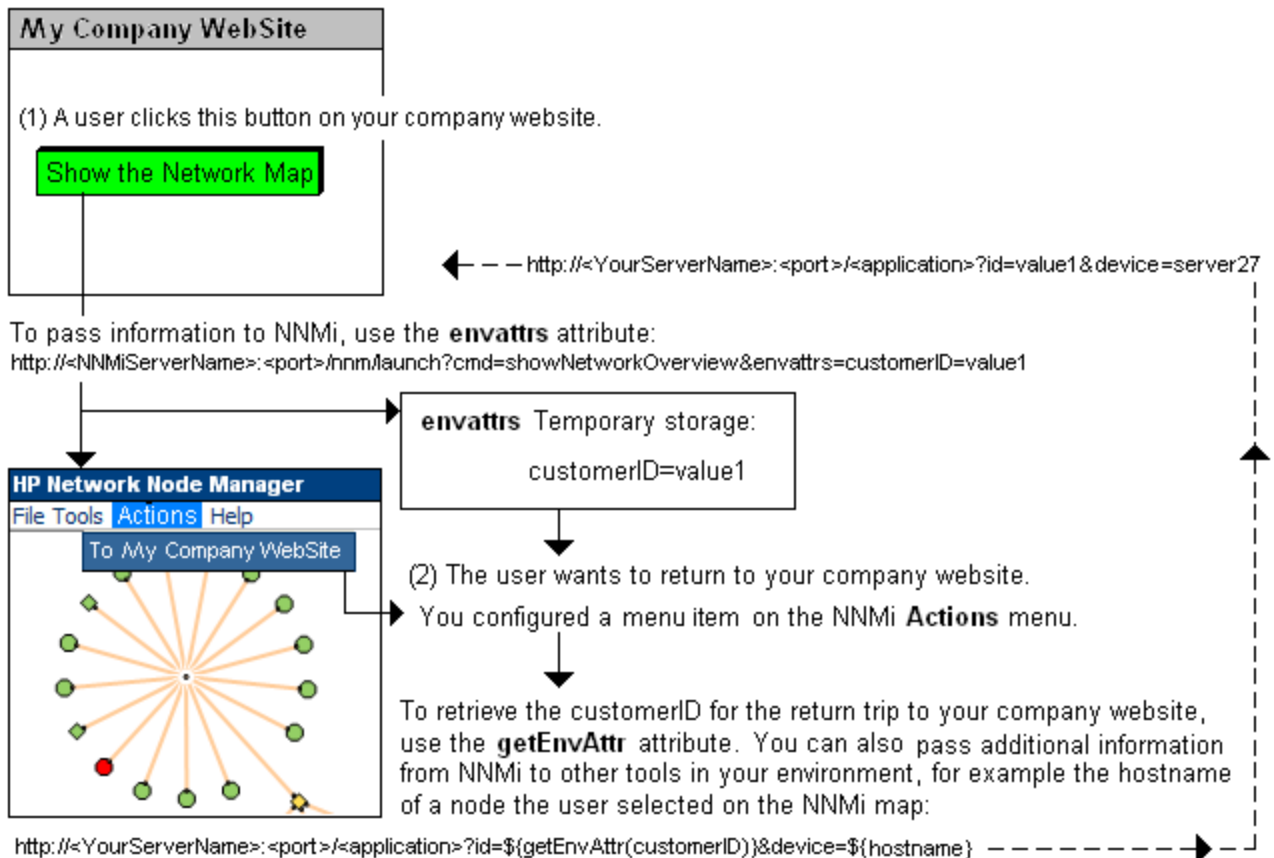 My Company WebSite
(1) A user clicks this button on your company website.
Show the Network Map
http://<YourServerName>:<port>/<application>?id=value1&device=server27
To pass information to NNMi, use the envattrs attribute:
http://<NNMiServerName>:<port>/nnm/launch?cmd=showNetworkOverview&envattrs=customerID=value1
envattrs Temporary storage:
customerID=value1
HP Network Node Manager
File Tools Actions Help
To My Company WebSite
(2) The user wants to return to your company website.
You configured a menu item on the NNMi Actions menu.
To retrieve the customerID for the return trip to your company website,
use the getEnvAttr attribute. You can also pass additional information
from NNMi to other tools in your environment, for example the hostname
of a node the user selected on the NNMi map:
http://<YourServerName>:<port>/<application>?id=${getEnvAttr(customerID)}&device=${hostname}